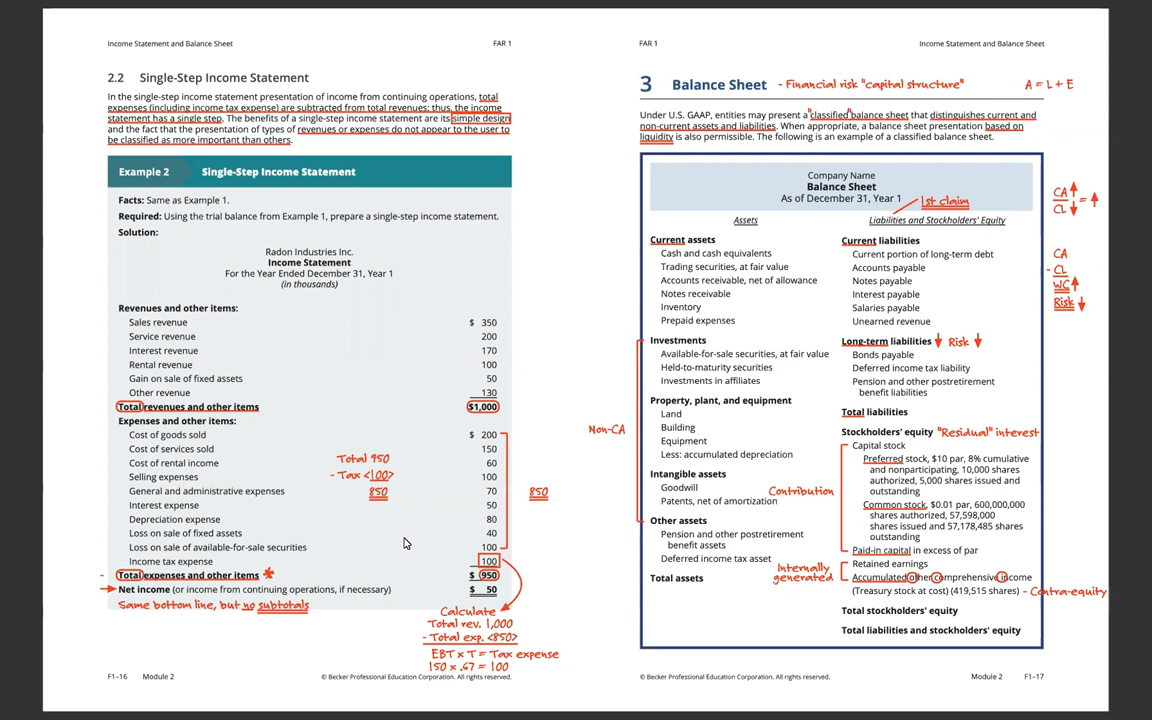 Income Statement and Balance Sheet
FAR 1
2.2 Single-Step Income Statement
In the single-step income statement presentation of income from continuing operations, total
expenses (including income tax expense) are subtracted from total revenues; thus, the income
statement has a single step. The benefits of a single-step income statement are its simple design
and the fact that the presentation of types of revenues or expenses do not appear to the user to
be classified as more important than others.
Example 2 Single-Step Income Statement
Facts: Same as Example 1.
Required: Using the trial balance from Example 1, prepare a single-step income statement.
Solution:
Radon Industries Inc.
Income Statement
For the Year Ended December 31, Year 1
(in thousands)
Revenues and other items:
Sales revenue $ 350
Service revenue 200
Interest revenue 170
Rental revenue 100
Gain on sale of fixed assets 50
Other revenue 130
Total revenues and other items $1,000
Expenses and other items:
Cost of goods sold $ 200
Cost of services sold 150
Cost of rental income 60
Selling expenses 100
General and administrative expenses 70
Interest expense 50
Depreciation expense 80
Loss on sale of fixed assets 40
Loss on sale of available-for-sale securities 100
Income tax expense 100
- Total expenses and other items * $ (950)
Net income (or income from continuing operations, if necessary) $ 50
Total 950
- Tax <100>
850
850
Same bottom line, but no subtotals
Calculate
Total rev. 1,000
- Total exp. <850>
EBT x T = Tax expense
150 x .67 = 100
F1–16 Module 2
© Becker Professional Education Corporation. All rights reserved.
FAR 1
Income Statement and Balance Sheet
3 Balance Sheet - Financial risk "capital structure" A = L + E
Under U.S. GAAP, entities may present a "classified" balance sheet that distinguishes current and
non-current assets and liabilities. When appropriate, a balance sheet presentation based on
liquidity is also permissible. The following is an example of a classified balance sheet.
Company Name
Balance Sheet
As of December 31, Year 1
1st claim
Assets
Current assets
Cash and cash equivalents
Trading securities, at fair value
Accounts receivable, net of allowance
Notes receivable
Inventory
Prepaid expenses
Investments
Available-for-sale securities, at fair value
Held-to-maturity securities
Investments in affiliates
Property, plant, and equipment
Land
Building
Equipment
Less: accumulated depreciation
Non-CA
Intangible assets
Goodwill
Patents, net of amortization
Other assets
Pension and other postretirement
benefit assets
Deferred income tax asset
Total assets
Liabilities and Stockholders' Equity
Current liabilities
Current portion of long-term debt
Accounts payable
Notes payable
Interest payable
Salaries payable
Unearned revenue
Long-term liabilities ↓ Risk ↓
Bonds payable
Deferred income tax liability
Pension and other postretirement
benefit liabilities
Total liabilities
Stockholders' equity "Residual" interest
Capital stock
Preferred stock, $10 par, 8% cumulative
and nonparticipating, 10,000 shares
authorized, 5,000 shares issued and
outstanding
Contribution
Common stock, $0.01 par, 600,000,000
shares authorized, 57,598,000
shares issued and 57,178,485 shares
outstanding
Paid-in capital in excess of par
Retained earnings
Internally
generated
Accumulated other comprehensive income
(Treasury stock at cost) (419,515 shares) - Contra-equity
Total stockholders' equity
Total liabilities and stockholders' equity
CA ↑
CL ↓ = ↑
CA
- CL
WC ↑
Risk ↓
© Becker Professional Education Corporation. All rights reserved.
Module 2 F1–17